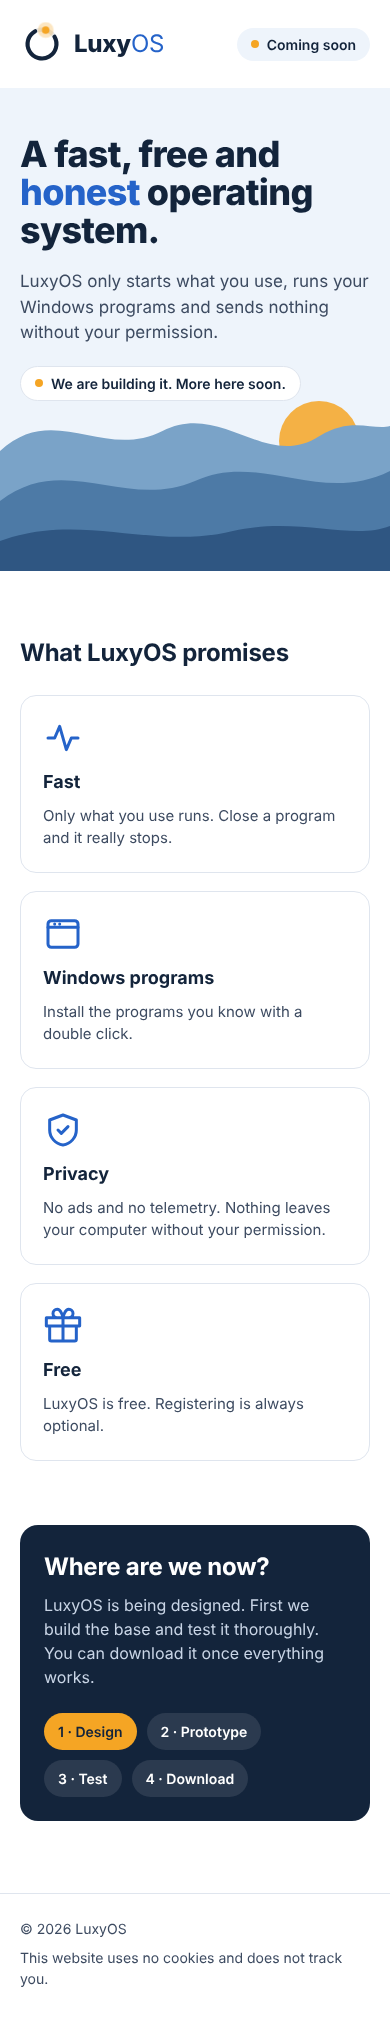 LuxyOS
Coming soon
A fast, free and
honest operating
system.
LuxyOS only starts what you use, runs your
Windows programs and sends nothing
without your permission.
We are building it. More here soon.
What LuxyOS promises
Fast
Only what you use runs. Close a program
and it really stops.
Windows programs
Install the programs you know with a
double click.
Privacy
No ads and no telemetry. Nothing leaves
your computer without your permission.
Free
LuxyOS is free. Registering is always
optional.
Where are we now?
LuxyOS is being designed. First we
build the base and test it thoroughly.
You can download it once everything
works.
1 · Design
2 · Prototype
3 · Test
4 · Download
© 2026 LuxyOS
This website uses no cookies and does not track
you.